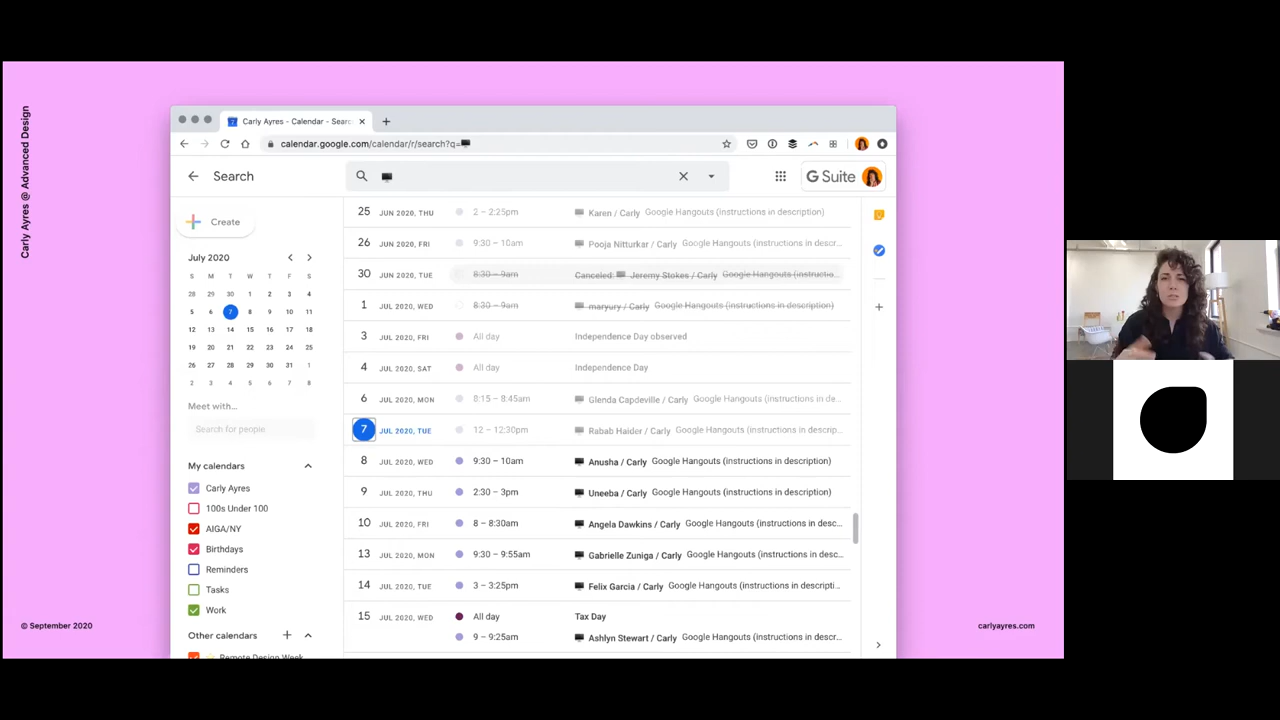 Carly Ayres @ Advanced Design
Carly Ayres - Calendar - Searc
calendar.google.com/calendar/r/search?q=
Search
G Suite
Create
July 2020
S M T W T F S
28 29 30 1 2 3 4
5 6 7 8 9 10 11
12 13 14 15 16 17 18
19 20 21 22 23 24 25
26 27 28 29 30 31 1
2 3 4 5 6 7 8
Meet with...
Search for people
My calendars
Carly Ayres
100s Under 100
AIGA/NY
Birthdays
Reminders
Tasks
Work
Other calendars
Remote Design Week
25 JUN 2020, THU 2 – 2:25pm Karen / Carly Google Hangouts (instructions in description)
26 JUN 2020, FRI 9:30 – 10am Pooja Nitturkar / Carly Google Hangouts (instructions in descr...
30 JUN 2020, TUE 8:30 – 9am Canceled: Jeremy Stokes / Carly Google Hangouts (instructio...
1 JUL 2020, WED 8:30 – 9am maryury / Carly Google Hangouts (instructions in description)
3 JUL 2020, FRI All day Independence Day observed
4 JUL 2020, SAT All day Independence Day
6 JUL 2020, MON 8:15 – 8:45am Glenda Capdeville / Carly Google Hangouts (instructions in de...
7 JUL 2020, TUE 12 – 12:30pm Rabab Haider / Carly Google Hangouts (instructions in descrip...
8 JUL 2020, WED 9:30 – 10am Anusha / Carly Google Hangouts (instructions in description)
9 JUL 2020, THU 2:30 – 3pm Uneeba / Carly Google Hangouts (instructions in description)
10 JUL 2020, FRI 8 – 8:30am Angela Dawkins / Carly Google Hangouts (instructions in desc...
13 JUL 2020, MON 9:30 – 9:55am Gabrielle Zuniga / Carly Google Hangouts (instructions in desc...
14 JUL 2020, TUE 3 – 3:25pm Felix Garcia / Carly Google Hangouts (instructions in descripti...
15 JUL 2020, WED All day Tax Day
9 – 9:25am Ashlyn Stewart / Carly Google Hangouts (instructions in descrip...
© September 2020
carlyayres.com